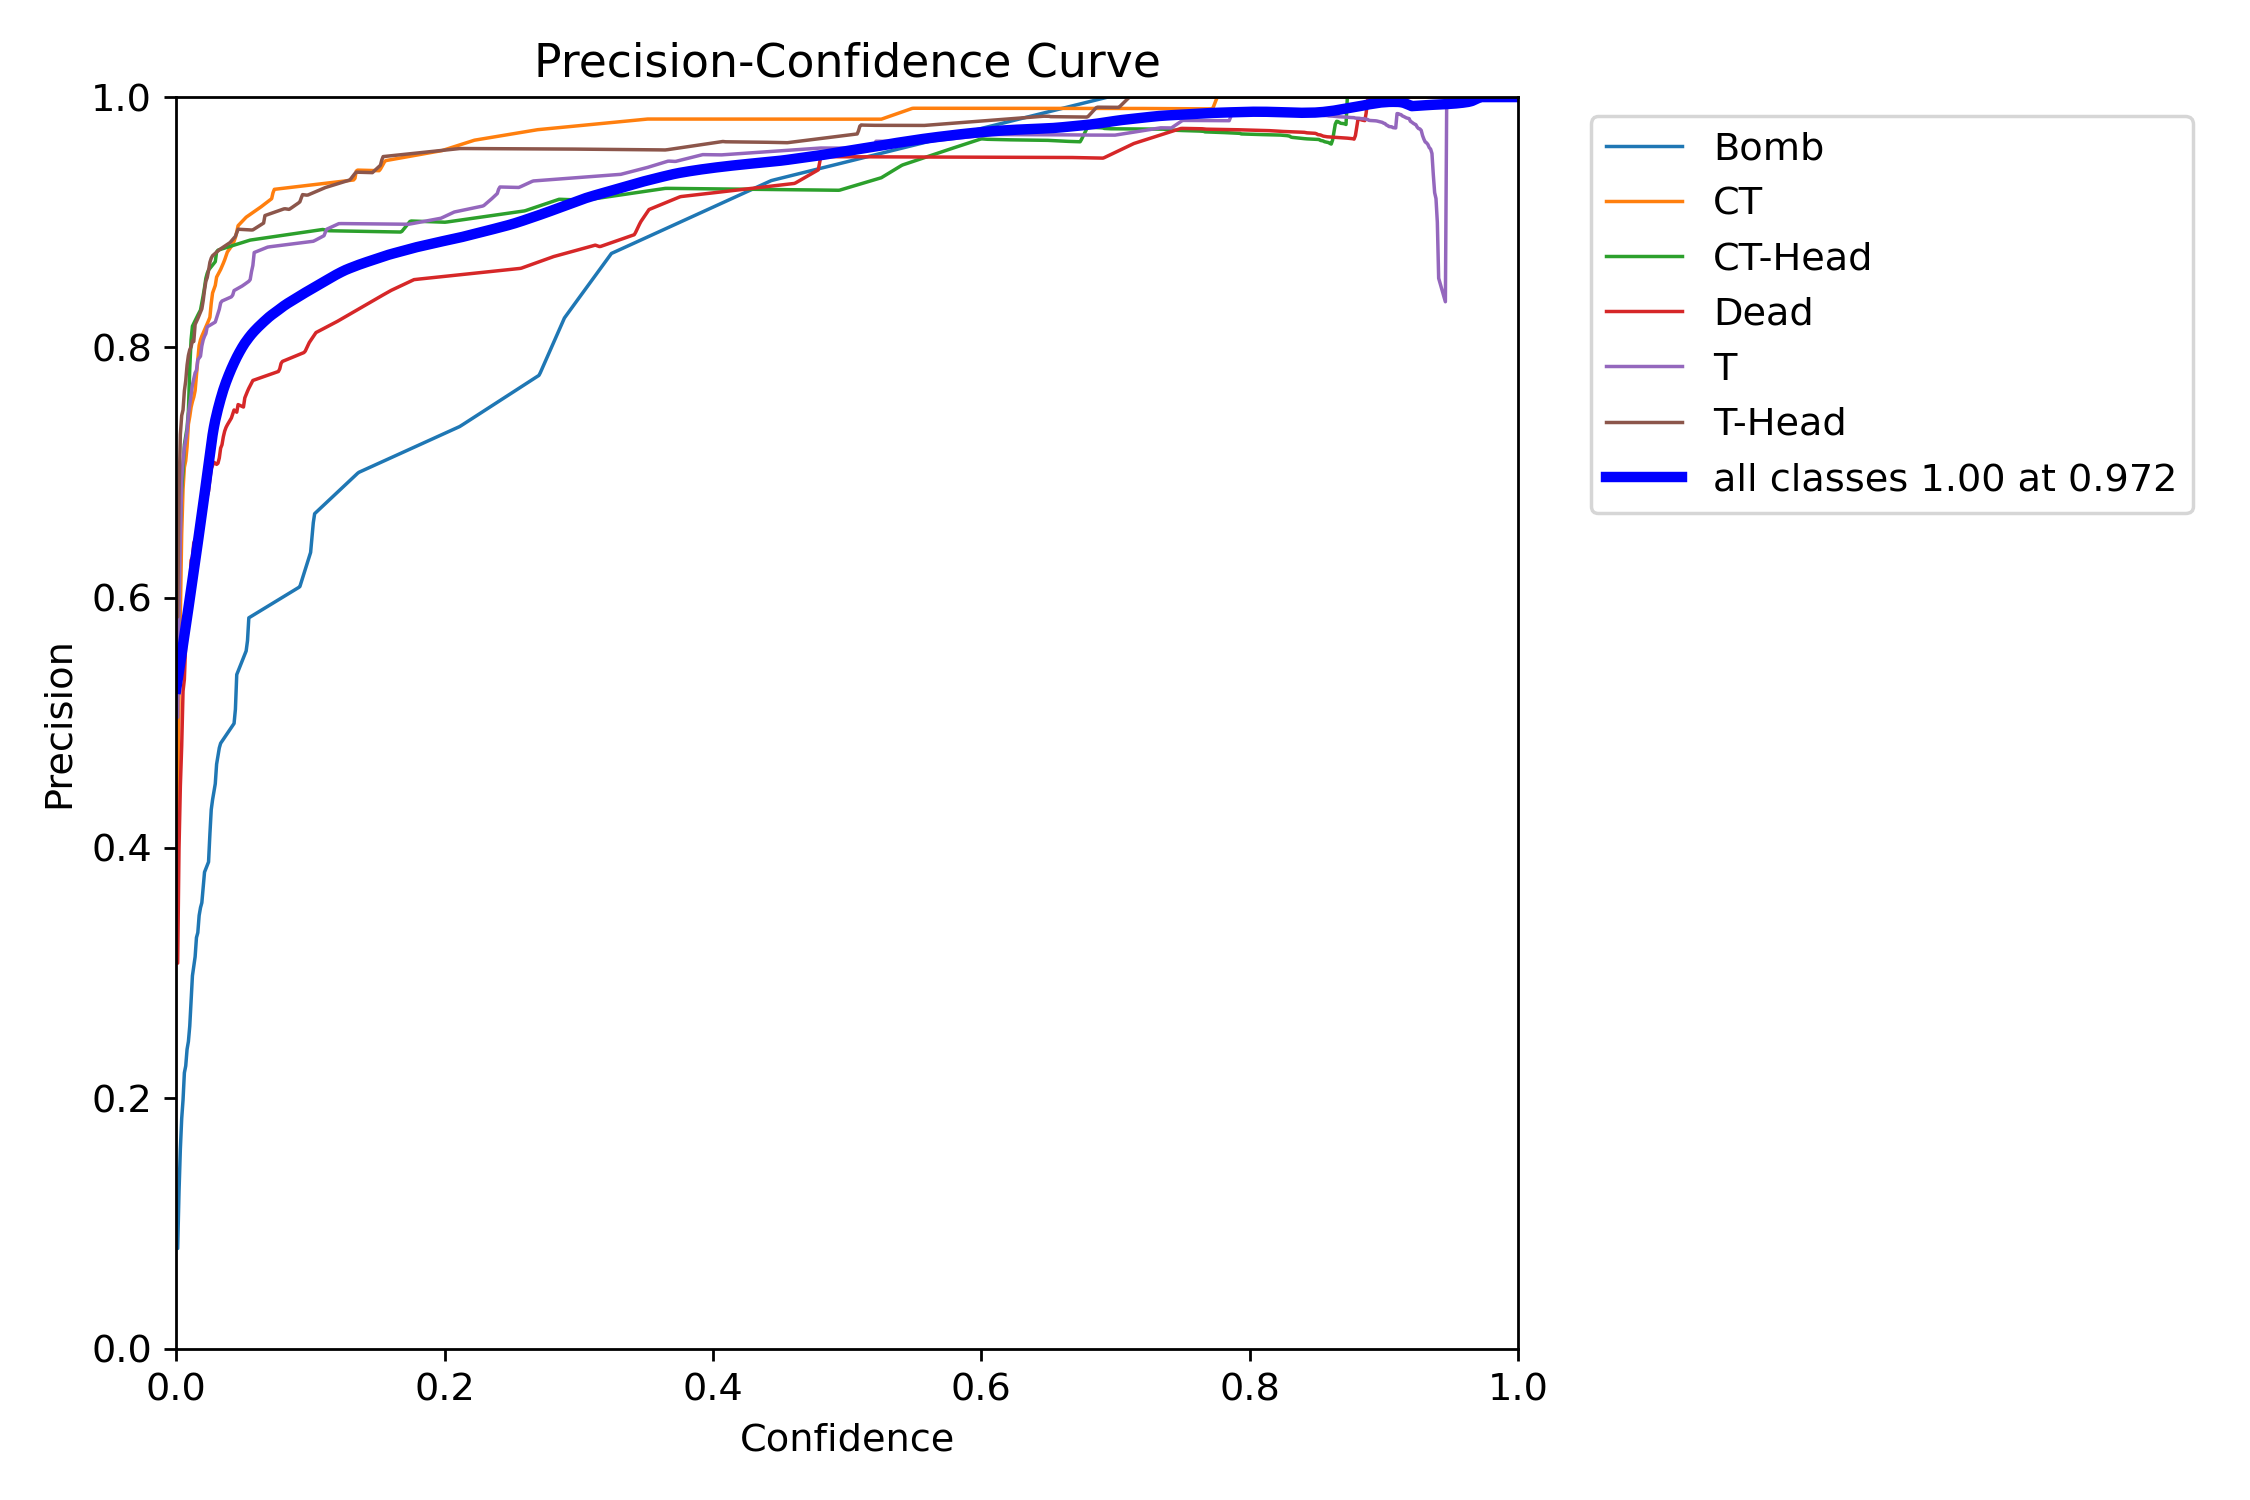 Precision-Confidence Curve
1.0
0.8
0.6
0.4
0.2
0.0
Precision
0.0 0.2 0.4 0.6 0.8 1.0
Confidence
Bomb
CT
CT-Head
Dead
T
T-Head
all classes 1.00 at 0.972